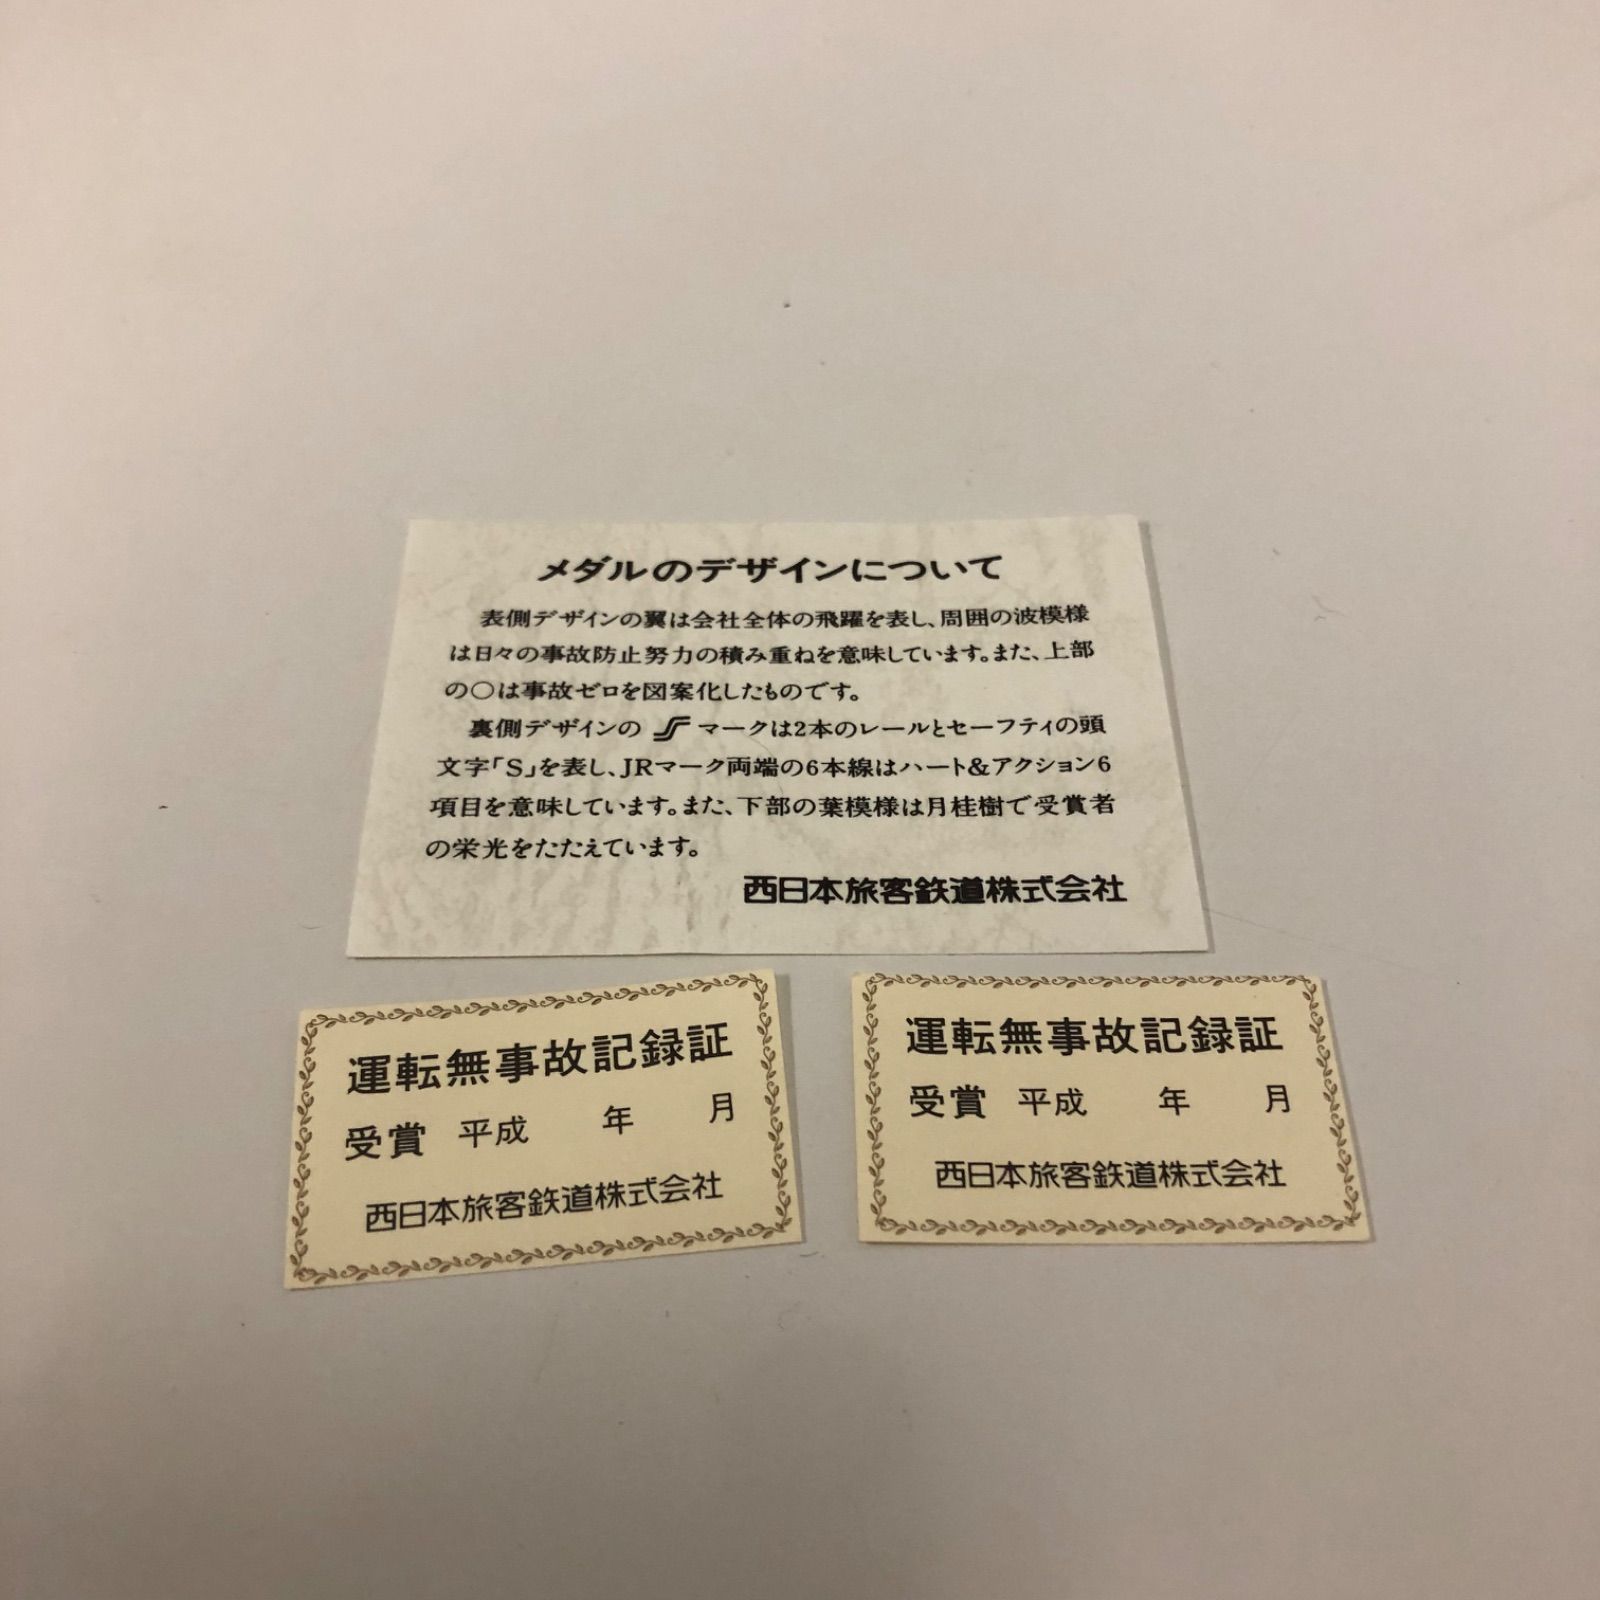 メダルのデザインについて
表側デザインの翼は会社全体の飛躍を表し、周囲の波模様
は日々の事故防止努力の積み重ねを意味しています。また、上部
の○は事故ゼロを図案化したものです。
裏側デザインの マークは2本のレールとセーフティの頭
文字「S」を表し、JRマーク両端の6本線はハート&アクション6
項目を意味しています。また、下部の葉模様は月桂樹で受賞者
の栄光をたたえています。
西日本旅客鉄道株式会社
運転無事故記録証
受賞 平成 年 月
西日本旅客鉄道株式会社
運転無事故記録証
受賞 平成 年 月
西日本旅客鉄道株式会社